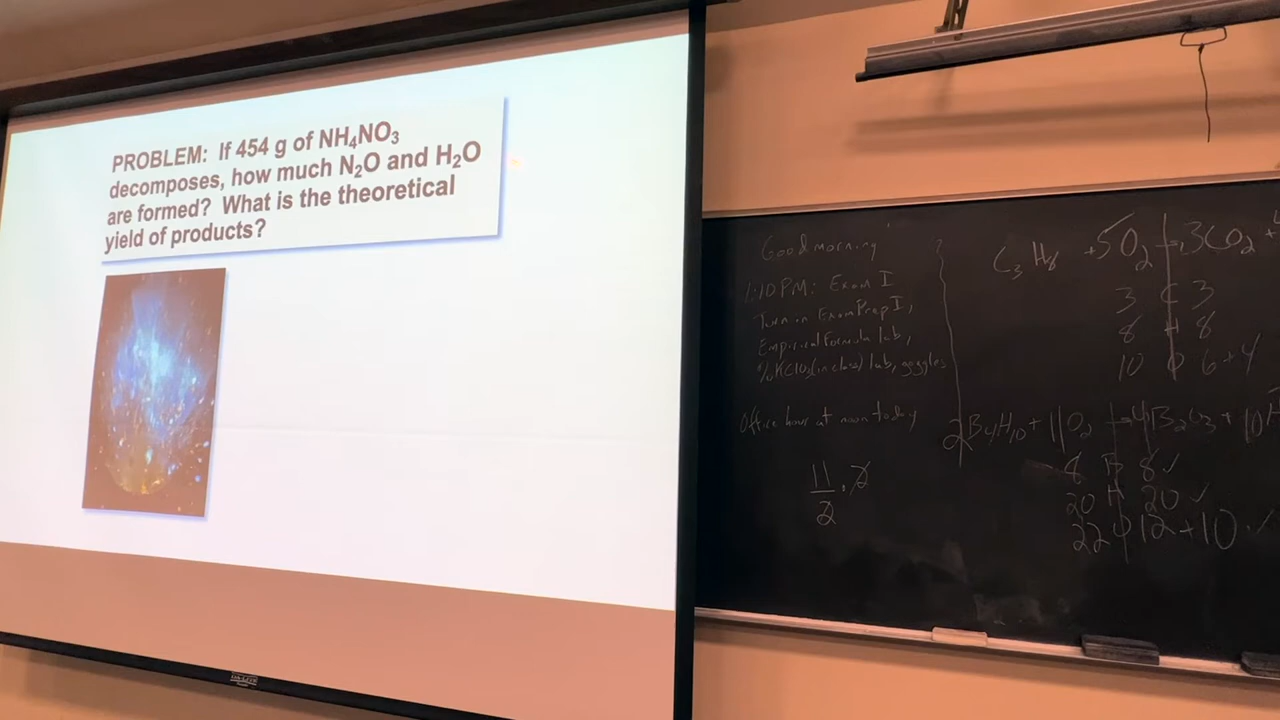 PROBLEM: If 454 g of NH₄NO₃
decomposes, how much N₂O and H₂O
are formed? What is the theoretical
yield of products?
Good morning
1:10 PM: Exam I
Turn in Exam Prep I,
Empirical Formula lab,
%KClO₃ (in class) lab, goggles
Office hour at noon today
11
2 · 2
C₃H₈ + 5O₂ → 3CO₂ +
3 C 3
8 H 8
10 O 6 + 4
2B₄H₁₀ + 11O₂ → 4B₂O₃ + 10H
8 B 8 ✓
20 H 20 ✓
22 O 12 + 10 ✓